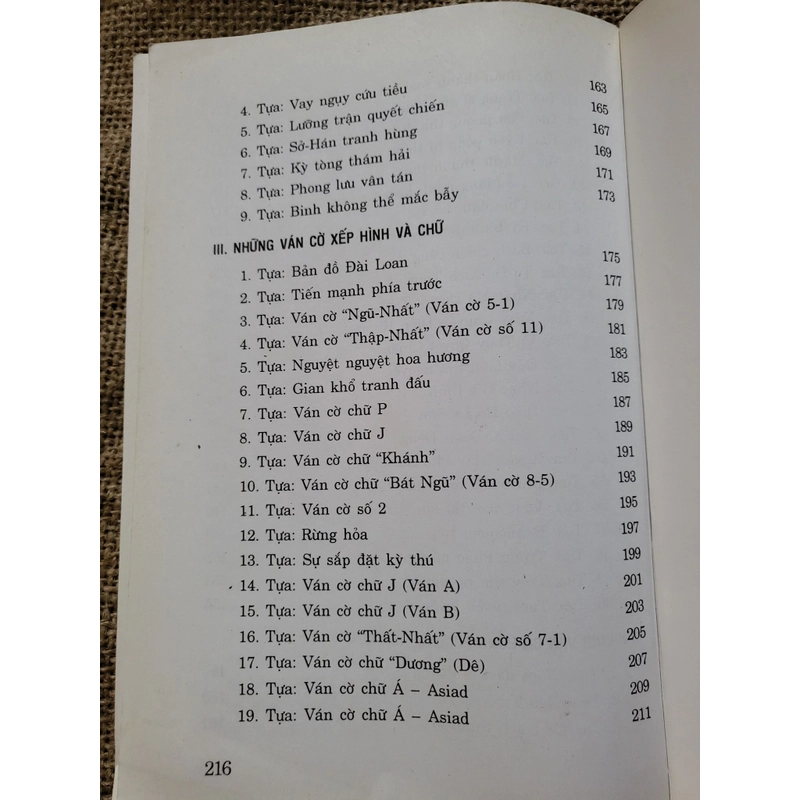 4. Tựa: Vay ngụy cứu tiều 163
5. Tựa: Lưỡng trận quyết chiến 165
6. Tựa: Sở-Hán tranh hùng 167
7. Tựa: Kỳ tòng thám hải 169
8. Tựa: Phong lưu vân tán 171
9. Tựa: Binh không thể mắc bẫy 173
III. NHỮNG VÁN CỜ XẾP HÌNH VÀ CHỮ
1. Tựa: Bản đồ Đài Loan 175
2. Tựa: Tiến mạnh phía trước 177
3. Tựa: Ván cờ "Ngũ-Nhất" (Ván cờ 5-1) 179
4. Tựa: Ván cờ "Thập-Nhất" (Ván cờ số 11) 181
5. Tựa: Nguyệt nguyệt hoa hương 183
6. Tựa: Gian khổ tranh đấu 185
7. Tựa: Ván cờ chữ P 187
8. Tựa: Ván cờ chữ J 189
9. Tựa: Ván cờ chữ "Khánh" 191
10. Tựa: Ván cờ chữ "Bát Ngũ" (Ván cờ 8-5) 193
11. Tựa: Ván cờ số 2 195
12. Tựa: Rừng hỏa 197
13. Tựa: Sự sắp đặt kỳ thú 199
14. Tựa: Ván cờ chữ J (Ván A) 201
15. Tựa: Ván cờ chữ J (Ván B) 203
16. Tựa: Ván cờ "Thất-Nhất" (Ván cờ số 7-1) 205
17. Tựa: Ván cờ chữ "Dương" (Dê) 207
18. Tựa: Ván cờ chữ Á – Asiad 209
19. Tựa: Ván cờ chữ Á – Asiad 211
216